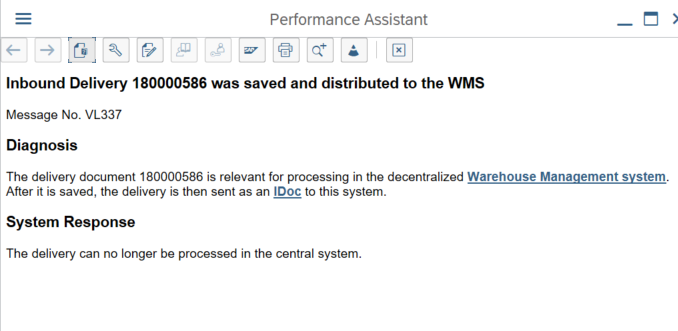 Performance Assistant
Inbound Delivery 180000586 was saved and distributed to the WMS
Message No. VL337
Diagnosis
The delivery document 180000586 is relevant for processing in the decentralized Warehouse Management system.
After it is saved, the delivery is then sent as an IDoc to this system.
System Response
The delivery can no longer be processed in the central system.